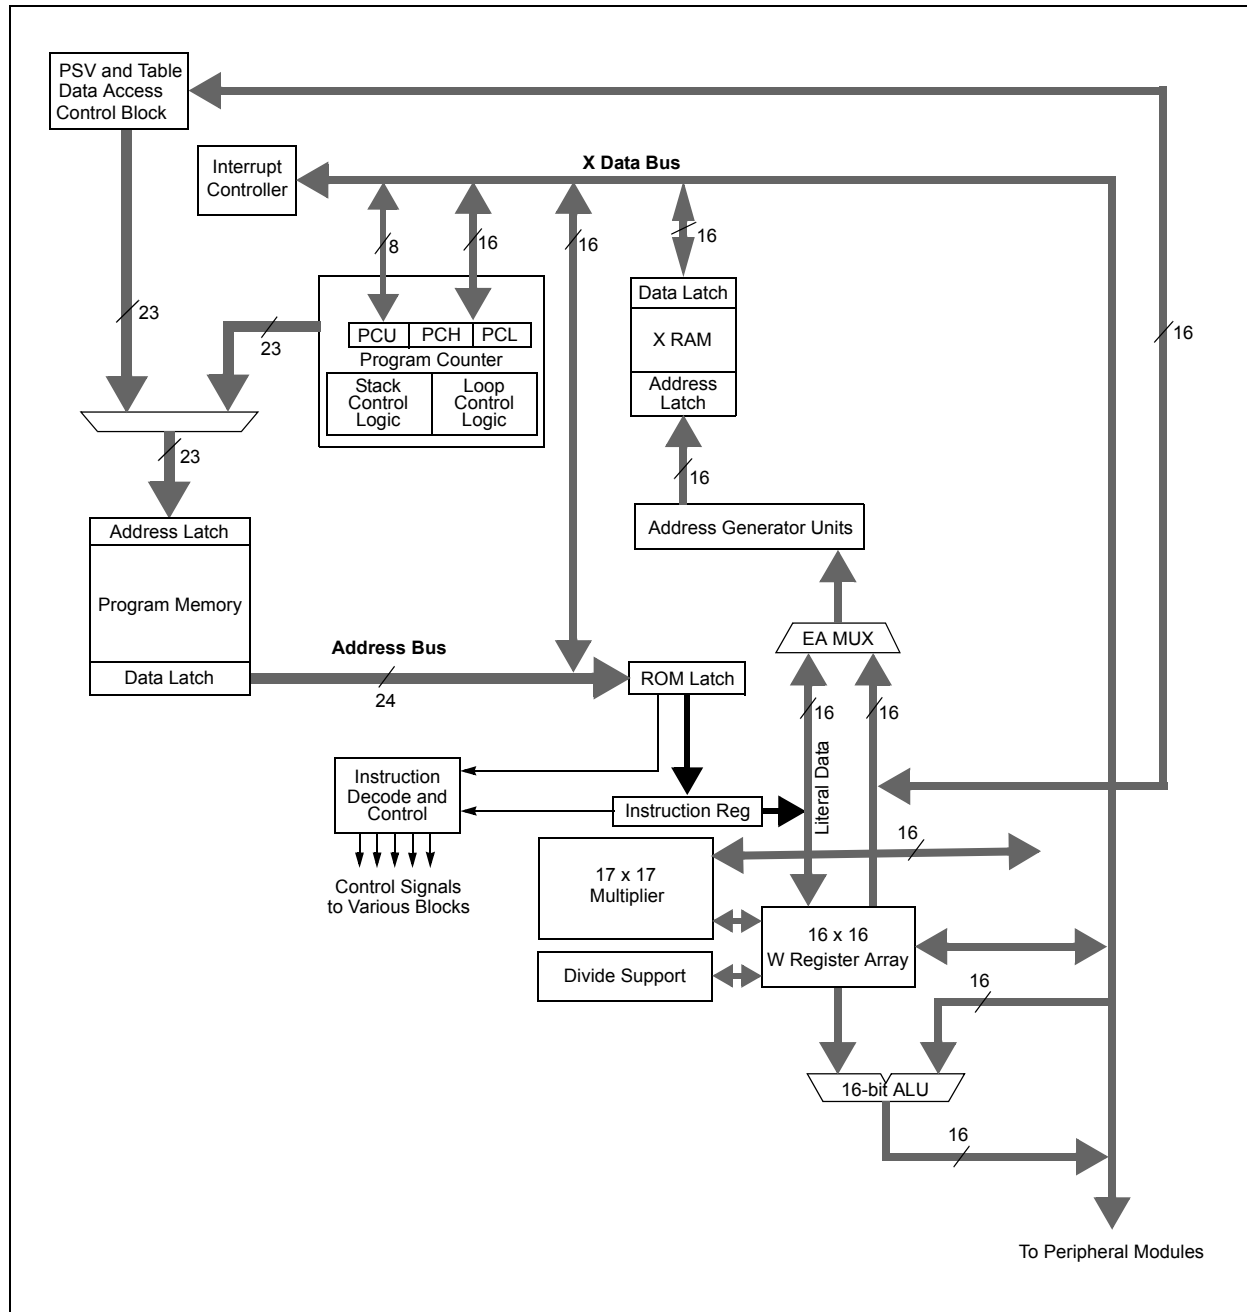 PSV and Table
Data Access
Control Block
Interrupt
Controller
X Data Bus
8
16
16
16
23
23
16
PCU
PCH
PCL
Program Counter
Stack
Control
Logic
Loop
Control
Logic
Data Latch
X RAM
Address
Latch
23
16
Address Latch
Program Memory
Data Latch
Address Generator Units
EA MUX
Address Bus
24
ROM Latch
16
16
Literal Data
Instruction
Decode and
Control
Instruction Reg
Control Signals
to Various Blocks
17 x 17
Multiplier
16
16 x 16
W Register Array
Divide Support
16
16-bit ALU
16
To Peripheral Modules